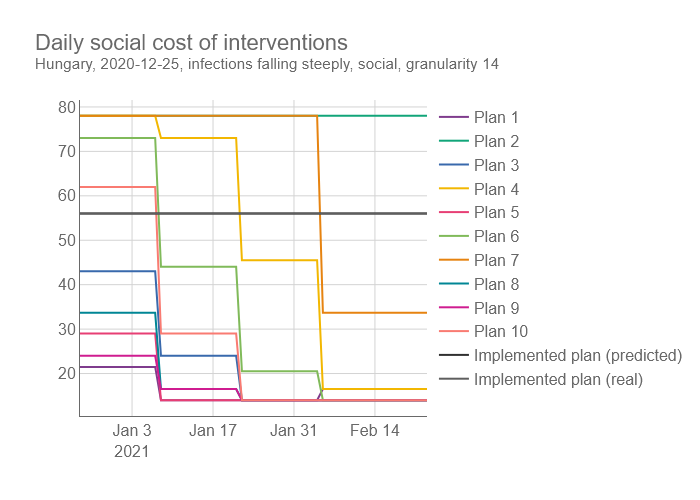 Daily social cost of interventions
Hungary, 2020-12-25, infections falling steeply, social, granularity 14
80
70
60
50
40
30
20
Jan 3
2021
Jan 17
Jan 31
Feb 14
Plan 1
Plan 2
Plan 3
Plan 4
Plan 5
Plan 6
Plan 7
Plan 8
Plan 9
Plan 10
Implemented plan (predicted)
Implemented plan (real)